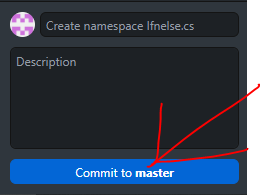 Create namespace Ifnelse.cs
Description
Commit to master